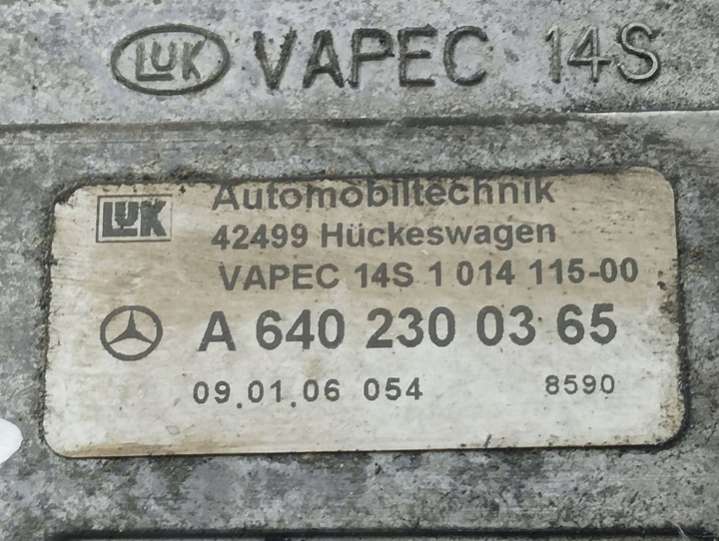 LUK VAPEC 14S
LUK Automobiltechnik
42499 Hückeswagen
VAPEC 14S 1 014 115-00
A 640 230 03 65
09.01.06 054 8590